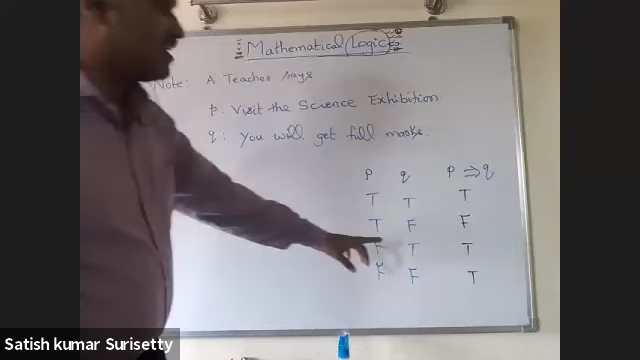 Mathematical Logic
Note: A Teacher says
p: Visit the Science Exhibition.
q: You will get full marks.
p q p ⇒ q
T T T
T F F
F T T
F F T
Satish kumar Surisetty